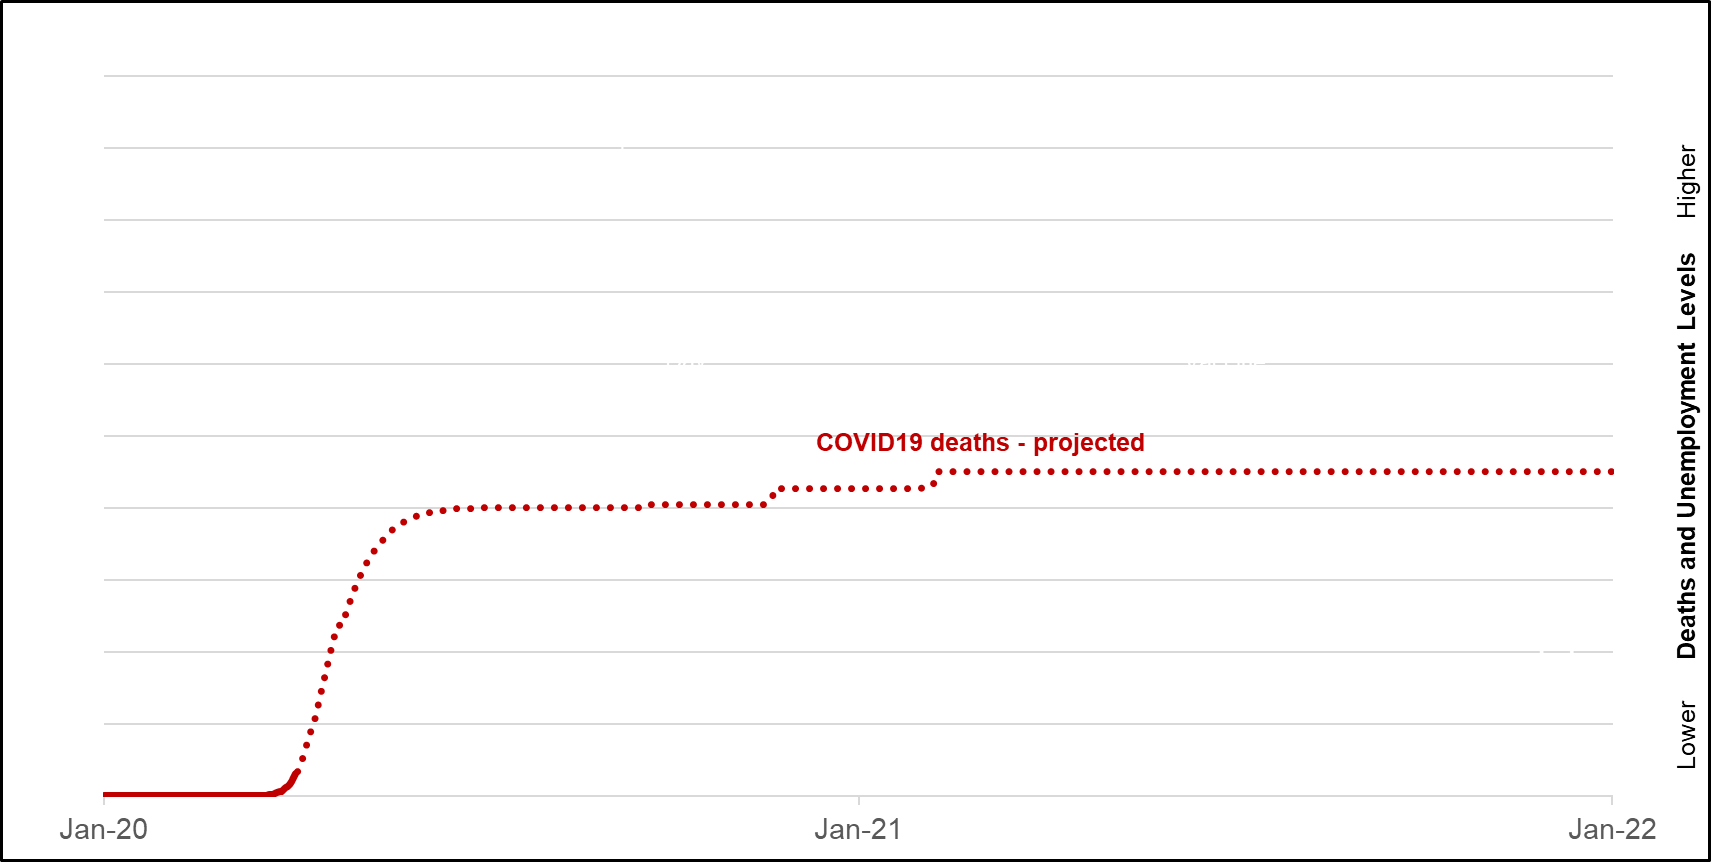 COVID19 deaths - projected
Lower Deaths and Unemployment Levels Higher
Jan-20 Jan-21 Jan-22